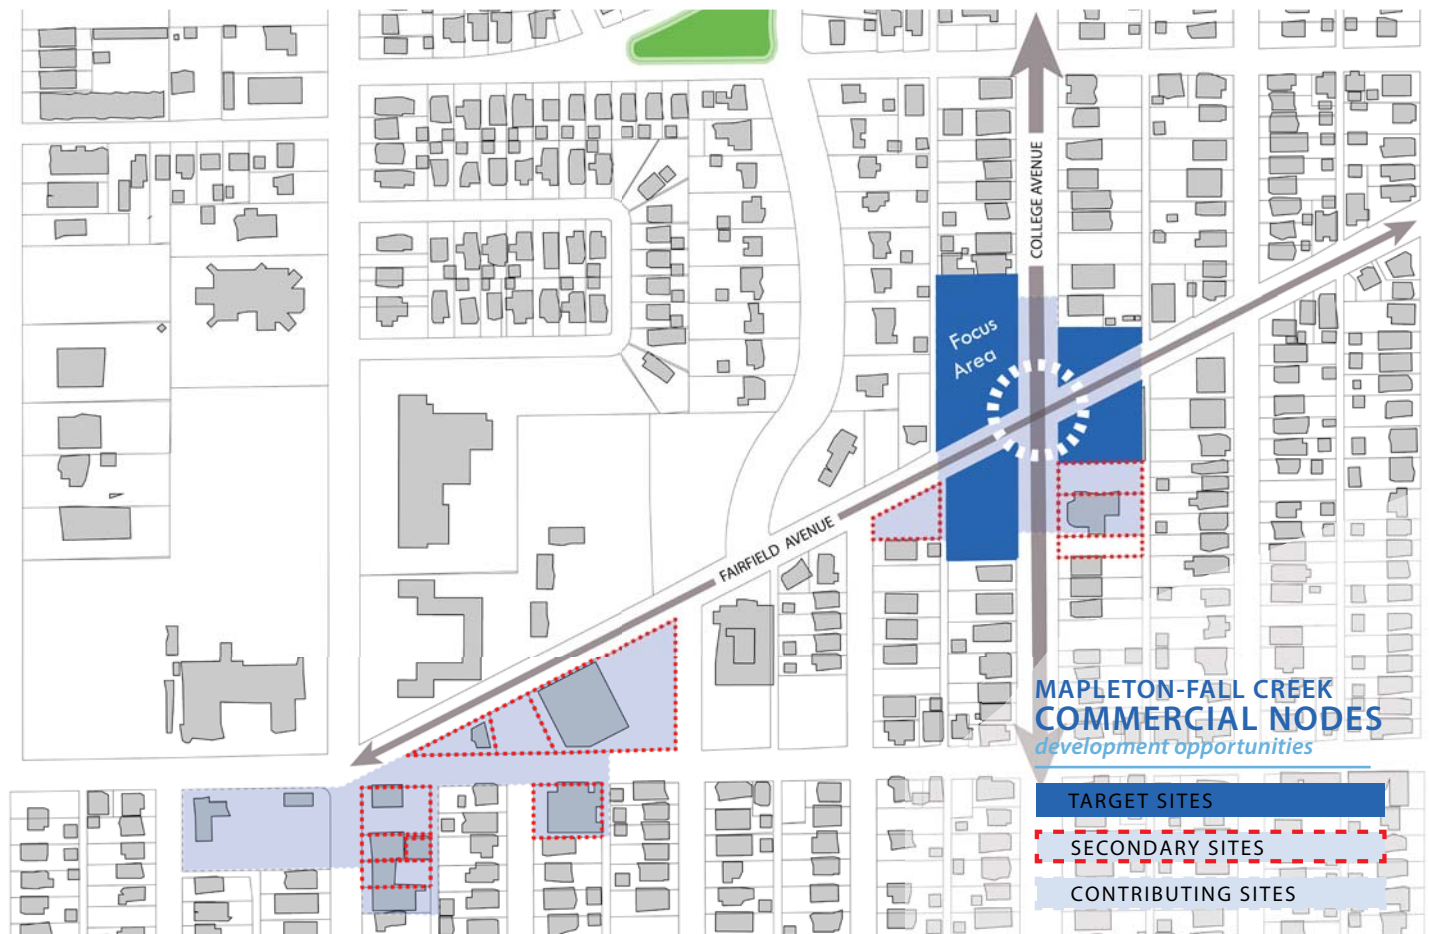 COLLEGE AVENUE
Focus
Area
FAIRFIELD AVENUE
MAPLETON-FALL CREEK
COMMERCIAL NODES
development opportunities
TARGET SITES
SECONDARY SITES
CONTRIBUTING SITES